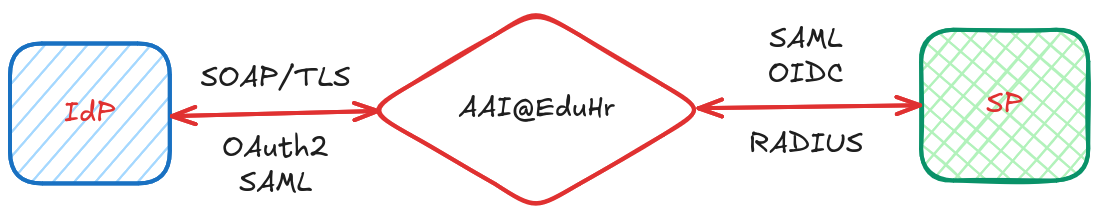 IdP
SOAP/TLS
OAuth2
SAML
AAI@EduHr
SAML
OIDC
RADIUS
SP